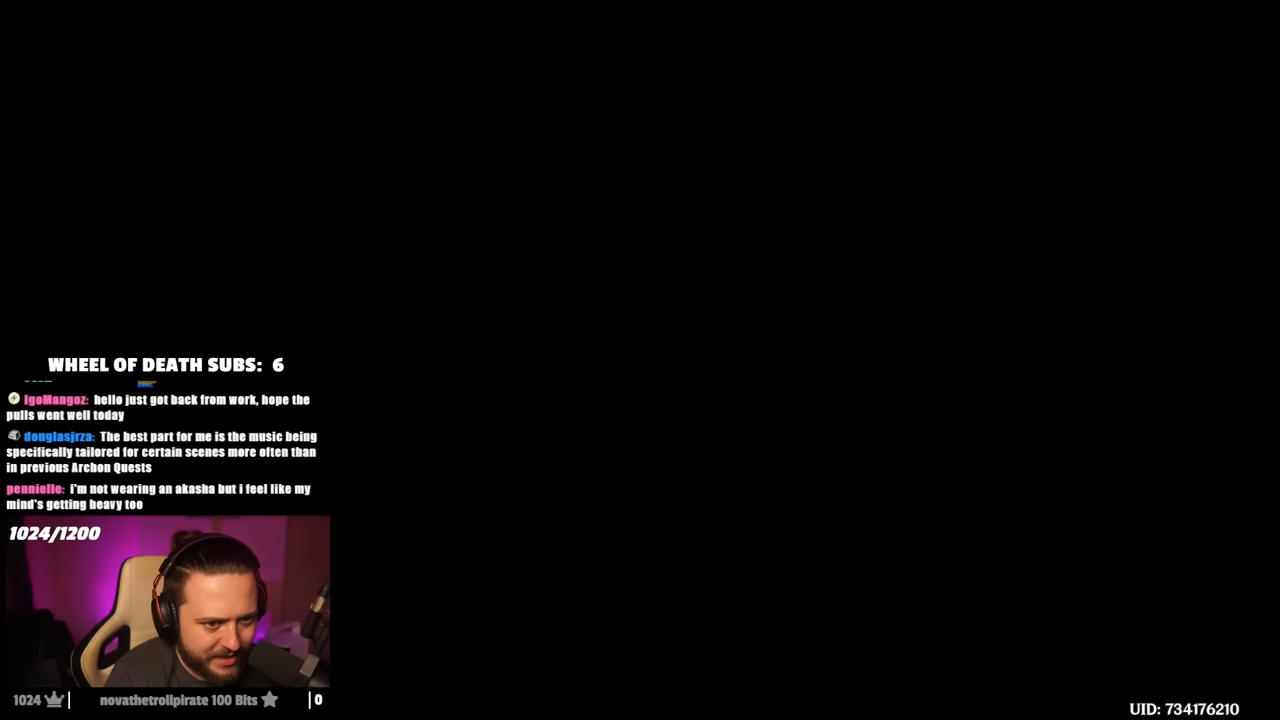 WHEEL OF DEATH SUBS: 6
IgoMangoz: hello just got back from work, hope the
pulls went well today
douglasjrza: The best part for me is the music being
specifically tailored for certain scenes more often than
in previous Archon Quests
pennielle: i'm not wearing an akasha but i feel like my
mind's getting heavy too
1024/1200
1024 | novathetrollpirate 100 Bits | 0
UID: 734176210